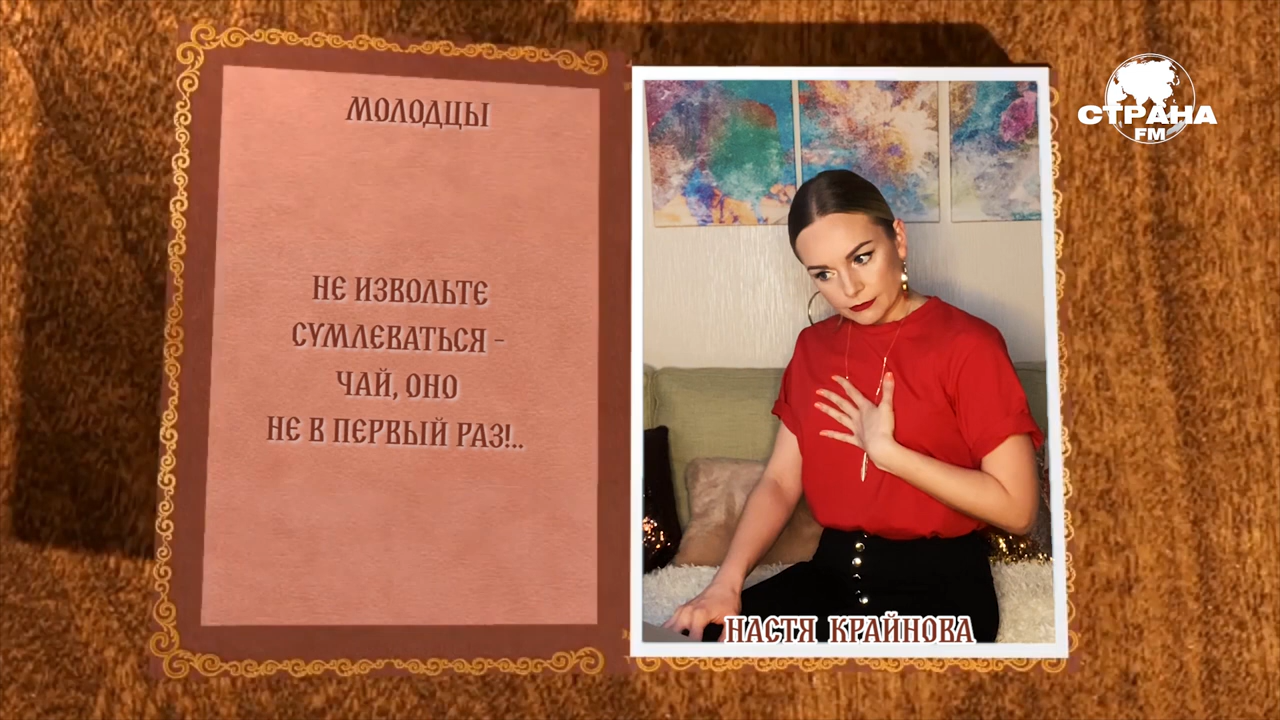 МОЛОДЦЫ
НЕ ИЗВОЛЬТЕ
СУМЛЕВАТЬСЯ -
ЧАЙ, ОНО
НЕ В ПЕРВЫЙ РАЗ!..
НАСТЯ КРАЙНОВА
СТРАНА
FM